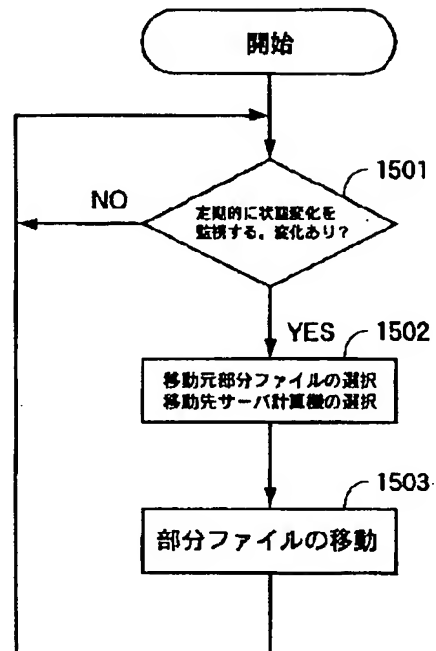 開始
1501
定期的に状態変化を
監視する。変化あり?
NO
YES
1502
移動元部分ファイルの選択
移動先サーバ計算機の選択
1503
部分ファイルの移動